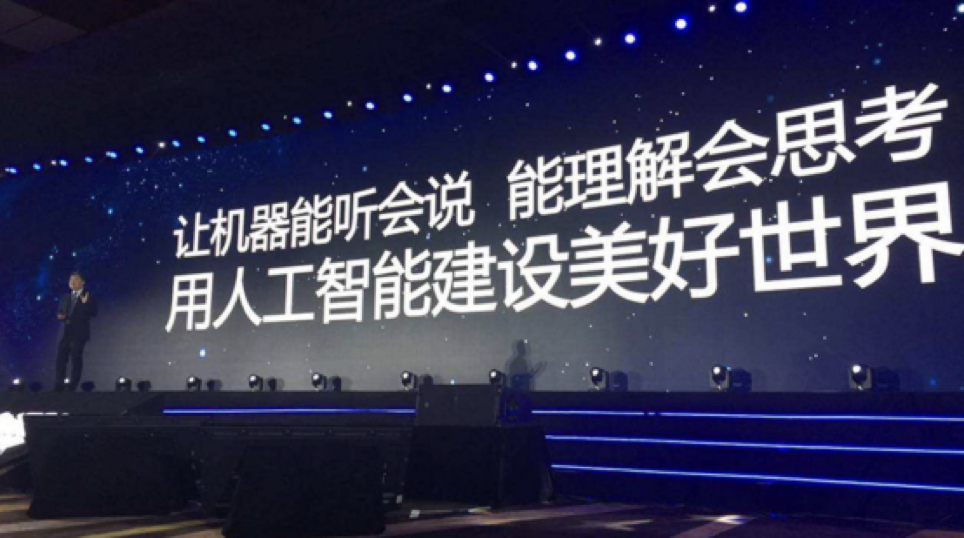 让机器能听会说 能理解会思考
用人工智能建设美好世界